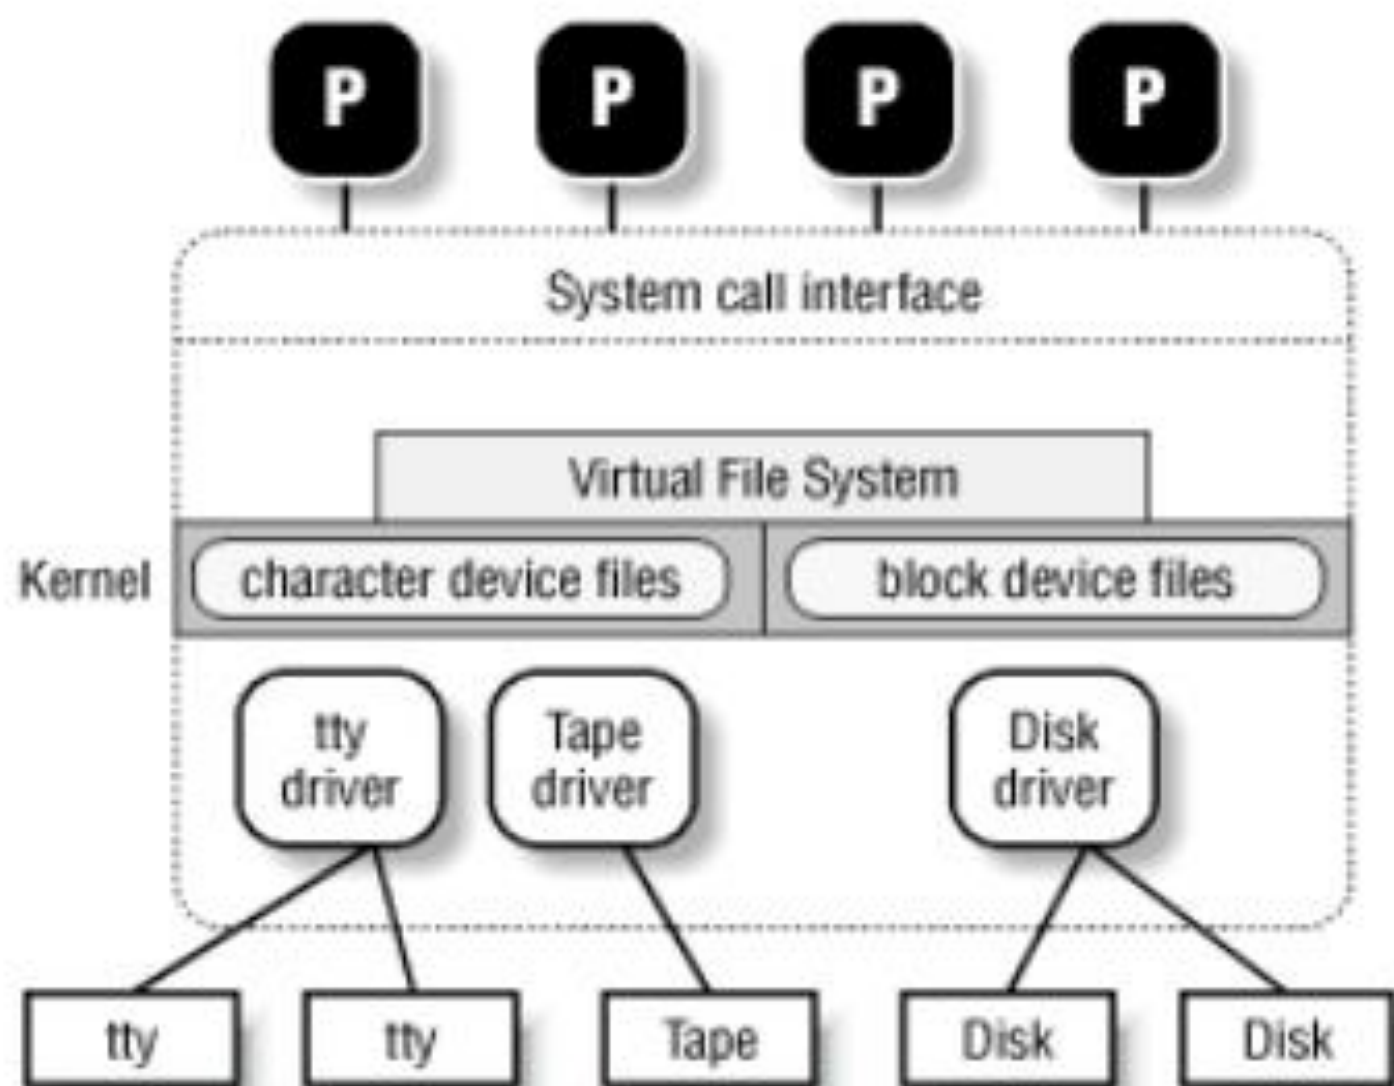 P
P
P
P
System call interface
Virtual File System
Kernel
character device files
block device files
tty
driver
Tape
driver
Disk
driver
tty
tty
Tape
Disk
Disk